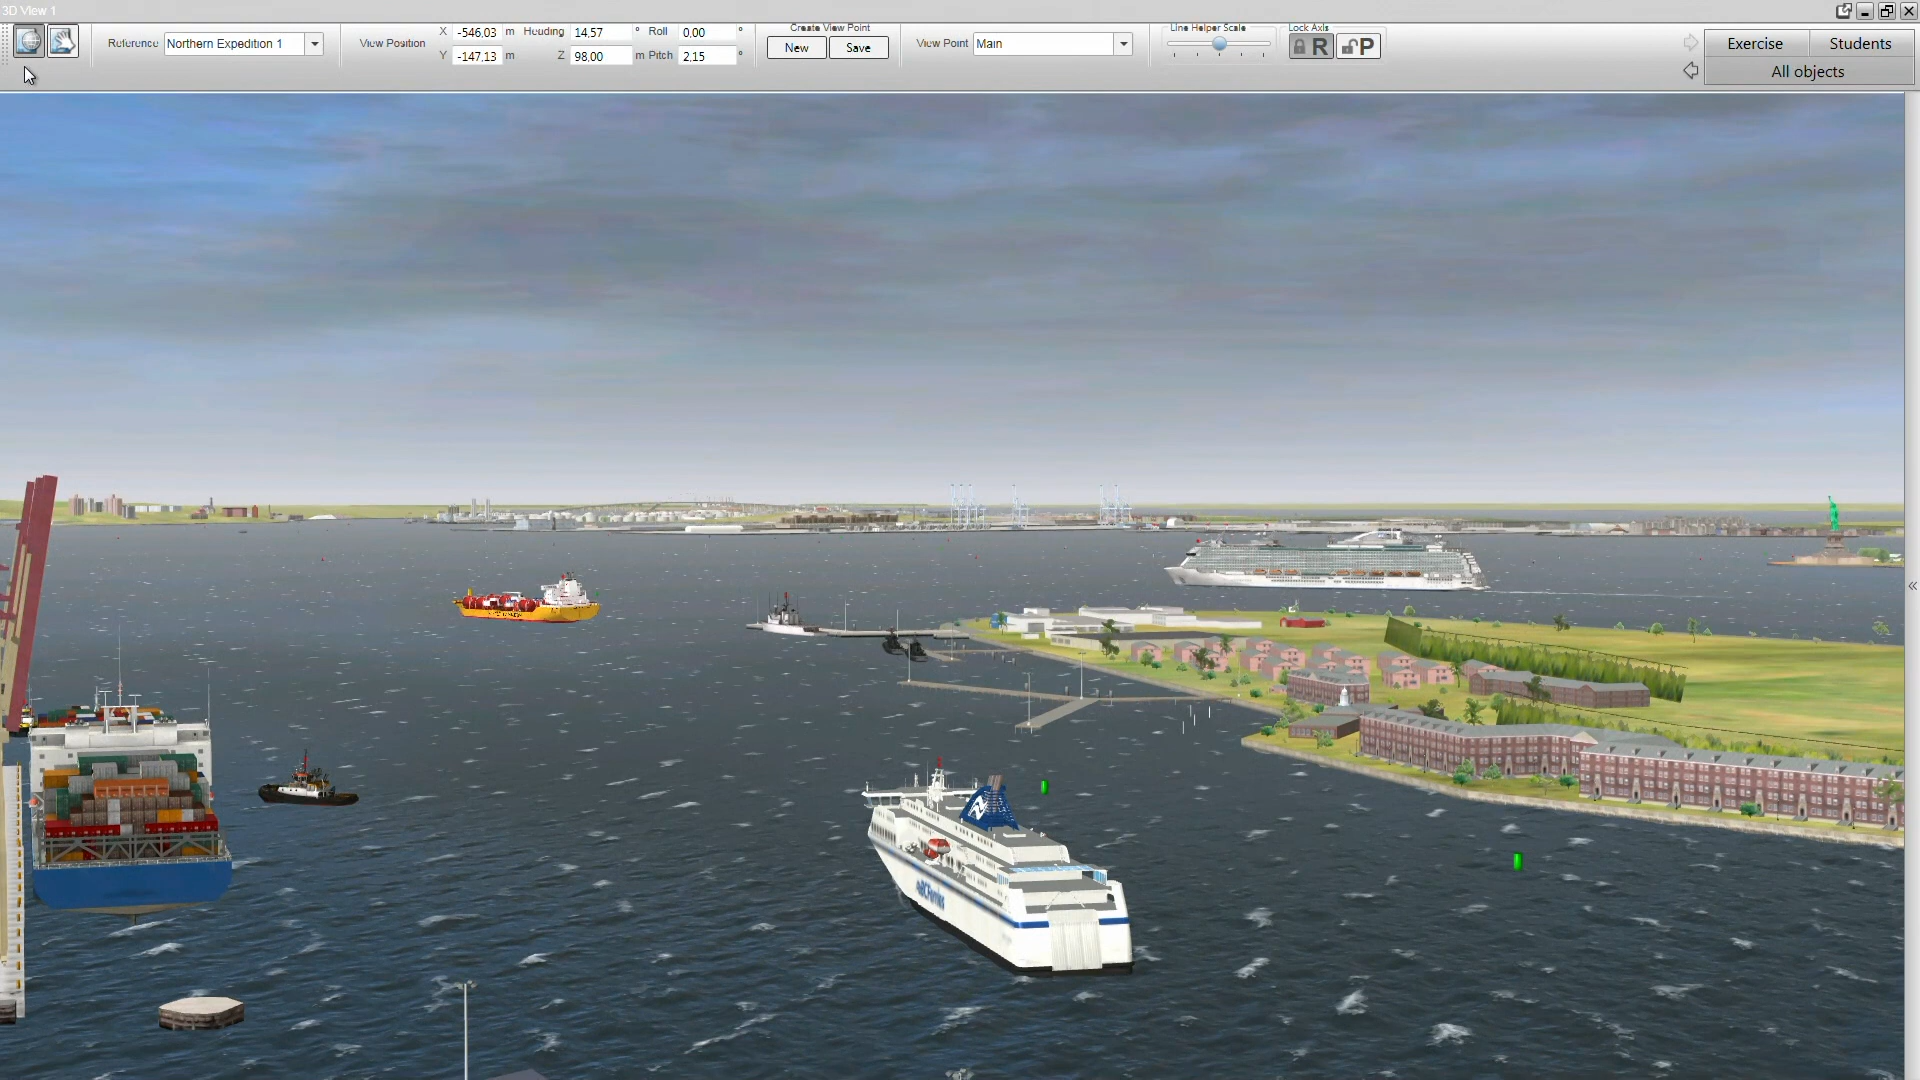 3D View 1
Reference Northern Expedition 1
View Position X -546,03 m Heading 14,57 ° Roll 0,00 °
Y -147,13 m Z 98,00 m Pitch 2,15 °
Create View Point
New Save
View Point Main
Line Helper Scale
Lock Axis
R P
Exercise Students
All objects
BCFerries